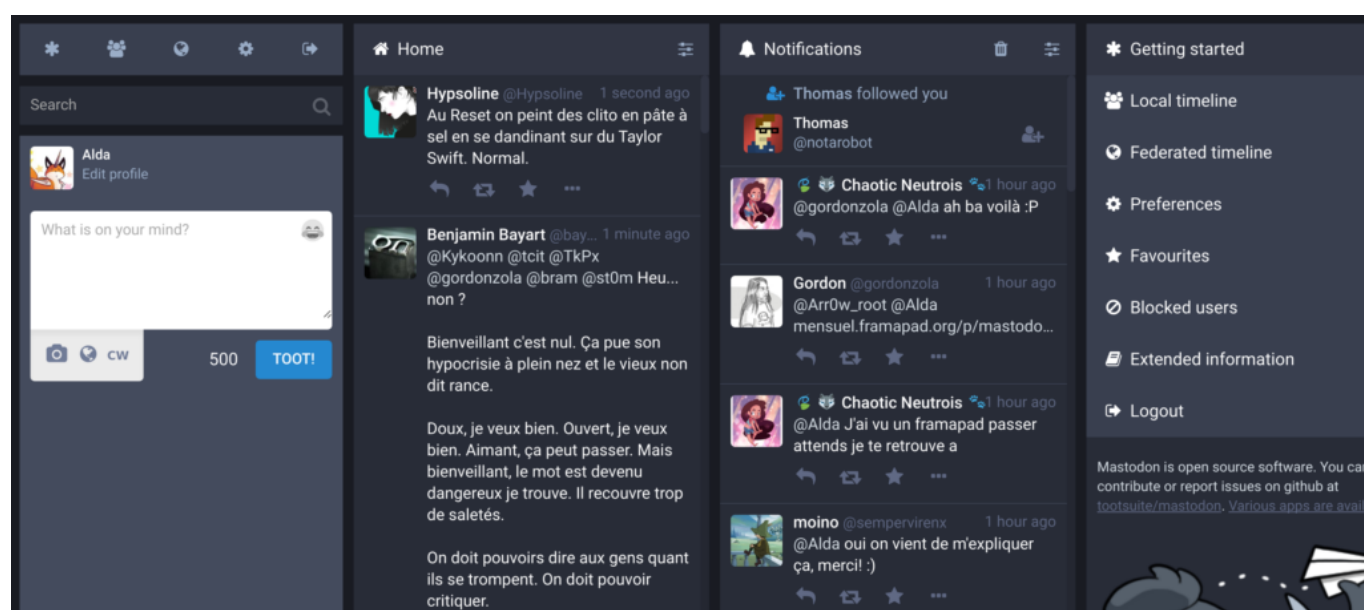 Search
Alda
Edit profile
What is on your mind?
CW
500
TOOT!
Home
Hypsoline @Hypsoline 1 second ago
Au Reset on peint des clito en pâte à
sel en se dandinant sur du Taylor
Swift. Normal.
Benjamin Bayart @bay... 1 minute ago
@Kykoonn @tcit @TkPx
@gordonzola @bram @st0m Heu...
non ?
Bienveillant c'est nul. Ça pue son
hypocrisie à plein nez et le vieux non
dit rance.
Doux, je veux bien. Ouvert, je veux
bien. Aimant, ça peut passer. Mais
bienveillant, le mot est devenu
dangereux je trouve. Il recouvre trop
de saletés.
On doit pouvoirs dire aux gens quant
ils se trompent. On doit pouvoir
critiquer.
Notifications
Thomas followed you
Thomas
@notarobot
Chaotic Neutrois 1 hour ago
@gordonzola @Alda ah ba voilà :P
Gordon @gordonzola 1 hour ago
@Arr0w_root @Alda
mensuel.framapad.org/p/mastodo...
Chaotic Neutrois 1 hour ago
@Alda J'ai vu un framapad passer
attends je te retrouve a
moino @sempervirenx 1 hour ago
@Alda oui on vient de m'expliquer
ça, merci! :)
Getting started
Local timeline
Federated timeline
Preferences
Favourites
Blocked users
Extended information
Logout
Mastodon is open source software. You can
contribute or report issues on github at
tootsuite/mastodon. Various apps are avail